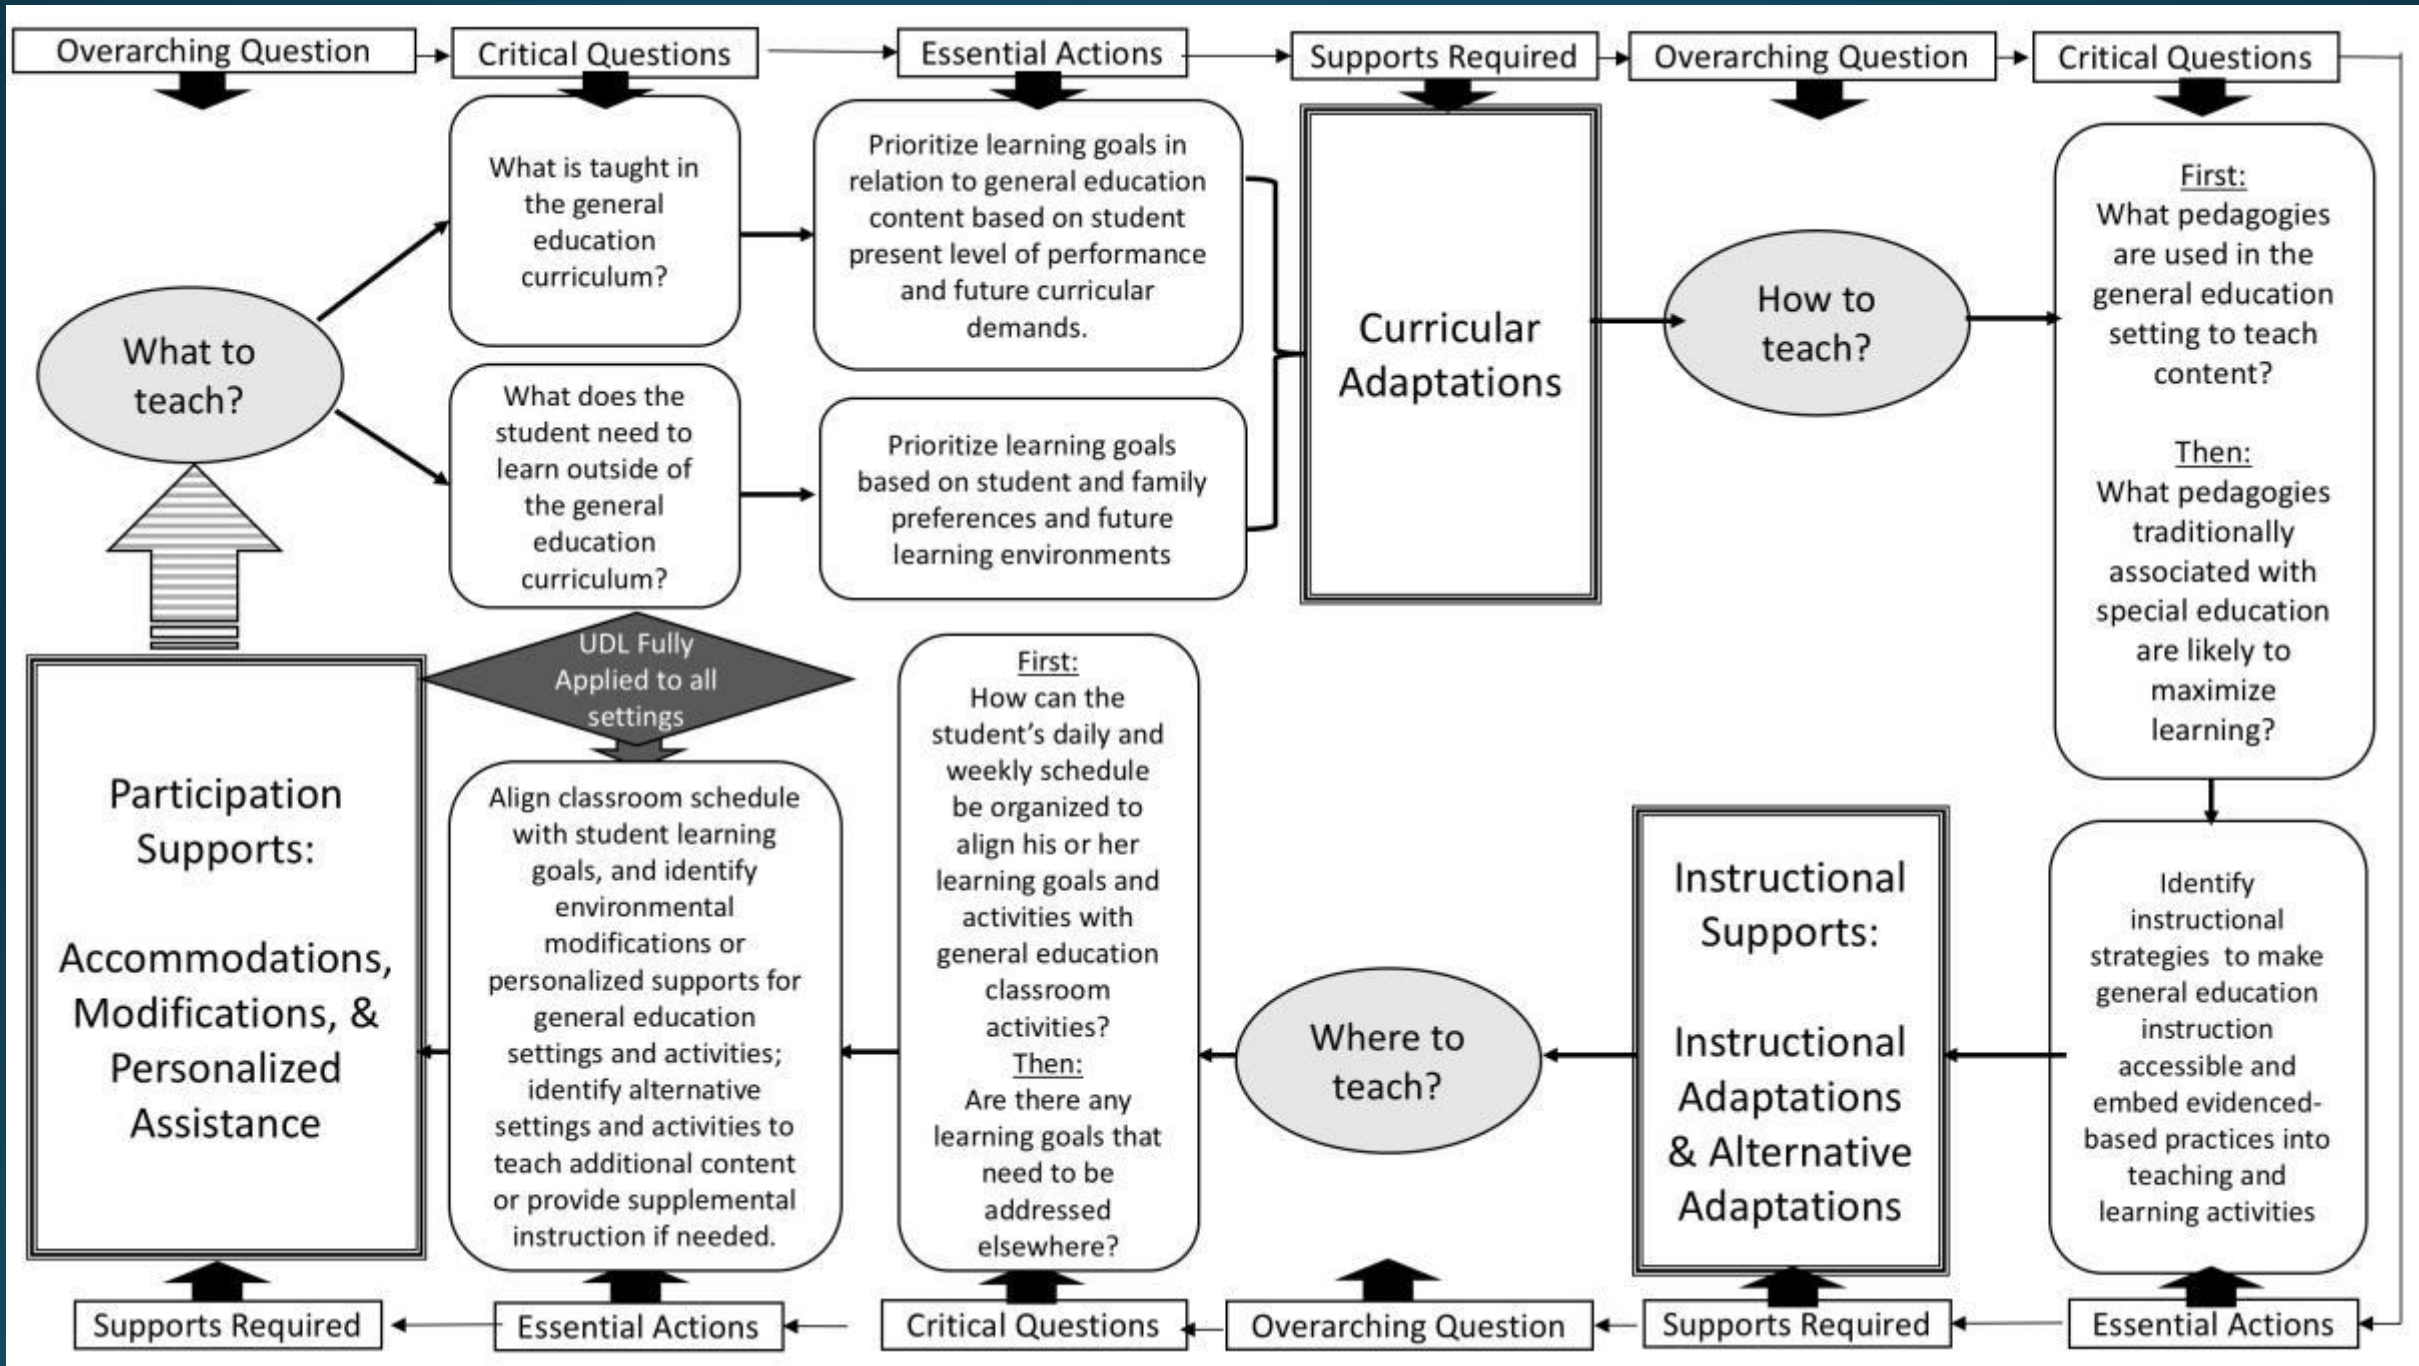 Overarching Question
Critical Questions
Essential Actions
Supports Required
Overarching Question
Critical Questions
What to
teach?
What is taught in
the general
education
curriculum?
What does the
student need to
learn outside of
the general
education
curriculum?
Prioritize learning goals in
relation to general education
content based on student
present level of performance
and future curricular
demands.
Prioritize learning goals
based on student and family
preferences and future
learning environments
Curricular
Adaptations
How to
teach?
First:
What pedagogies
are used in the
general education
setting to teach
content?
Then:
What pedagogies
traditionally
associated with
special education
are likely to
maximize
learning?
Identify
instructional
strategies to make
general education
instruction
accessible and
embed evidenced-
based practices into
teaching and
learning activities
Instructional
Supports:
Instructional
Adaptations
& Alternative
Adaptations
Where to
teach?
First:
How can the
student's daily and
weekly schedule
be organized to
align his or her
learning goals and
activities with
general education
classroom
activities?
Then:
Are there any
learning goals that
need to be
addressed
elsewhere?
UDL Fully
Applied to all
settings
Align classroom schedule
with student learning
goals, and identify
environmental
modifications or
personalized supports for
general education
settings and activities;
identify alternative
settings and activities to
teach additional content
or provide supplemental
instruction if needed.
Participation
Supports:
Accommodations,
Modifications, &
Personalized
Assistance
Supports Required
Essential Actions
Critical Questions
Overarching Question
Supports Required
Essential Actions